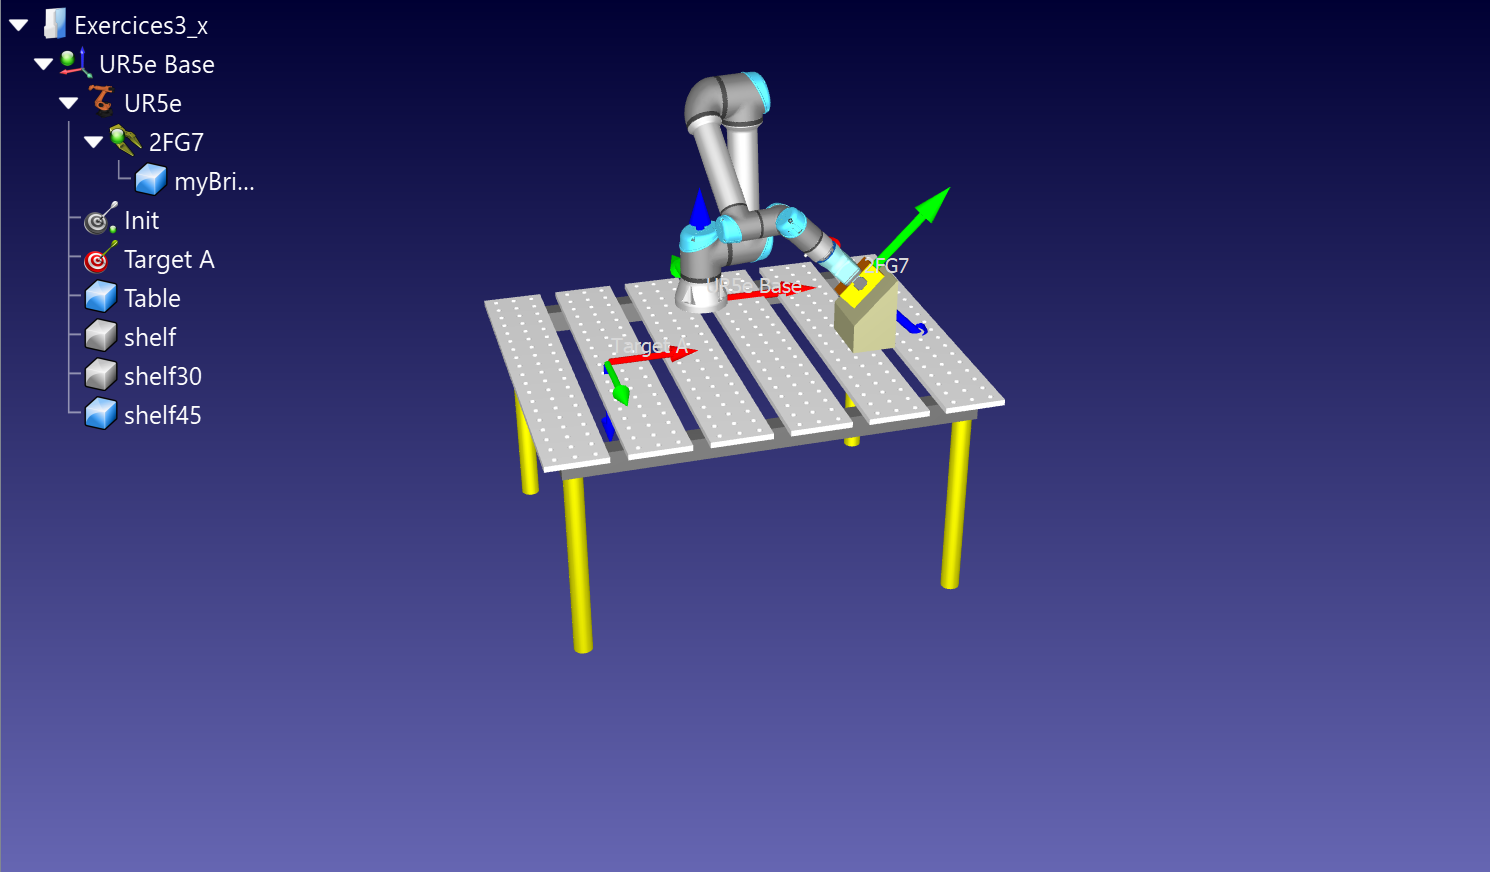 Exercices3_x
UR5e Base
UR5e
2FG7
myBri...
Init
Target A
Table
shelf
shelf30
shelf45
2FG7
UR5e Base
Target A